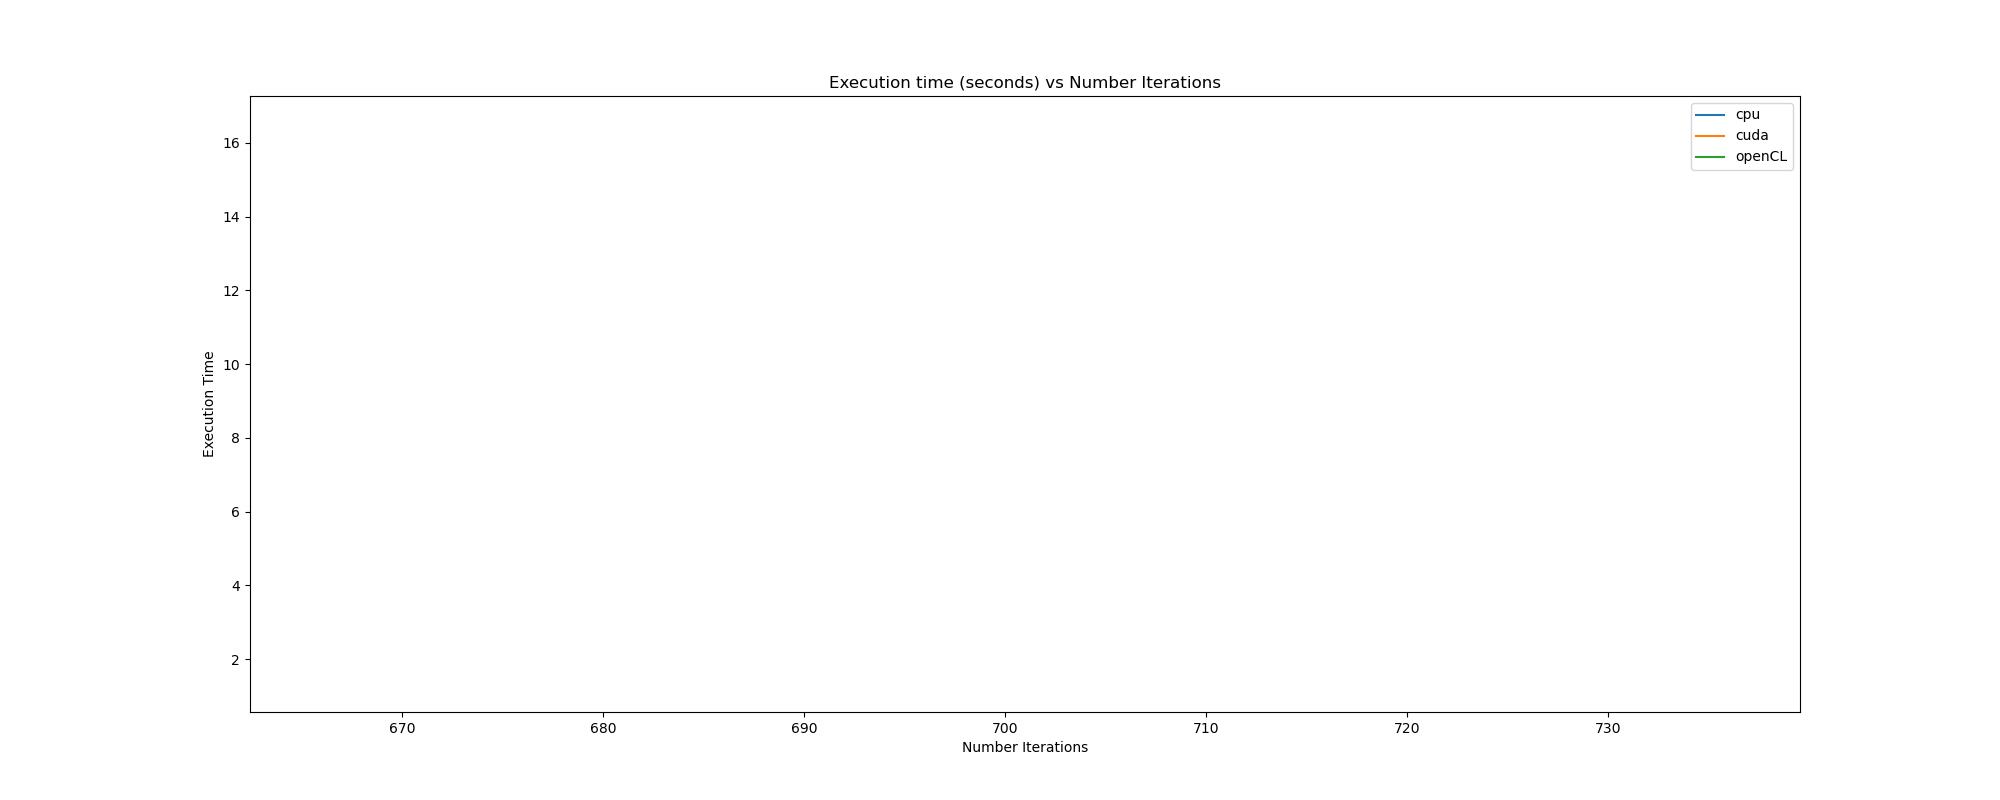 Execution time (seconds) vs Number Iterations
cpu
cuda
openCL
16
14
12
10
8
6
4
2
Execution Time
670 680 690 700 710 720 730
Number Iterations